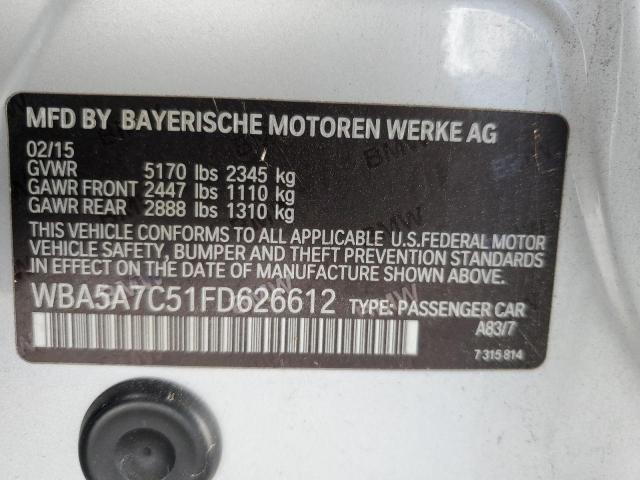 MFD BY BAYERISCHE MOTOREN WERKE AG
02/15
GVWR 5170 lbs 2345 kg
GAWR FRONT 2447 lbs 1110 kg
GAWR REAR 2888 lbs 1310 kg
THIS VEHICLE CONFORMS TO ALL APPLICABLE U.S.FEDERAL MOTOR
VEHICLE SAFETY, BUMPER AND THEFT PREVENTION STANDARDS
IN EFFECT ON THE DATE OF MANUFACTURE SHOWN ABOVE.
WBA5A7C51FD626612 TYPE: PASSENGER CAR
A83/7
7 315 814